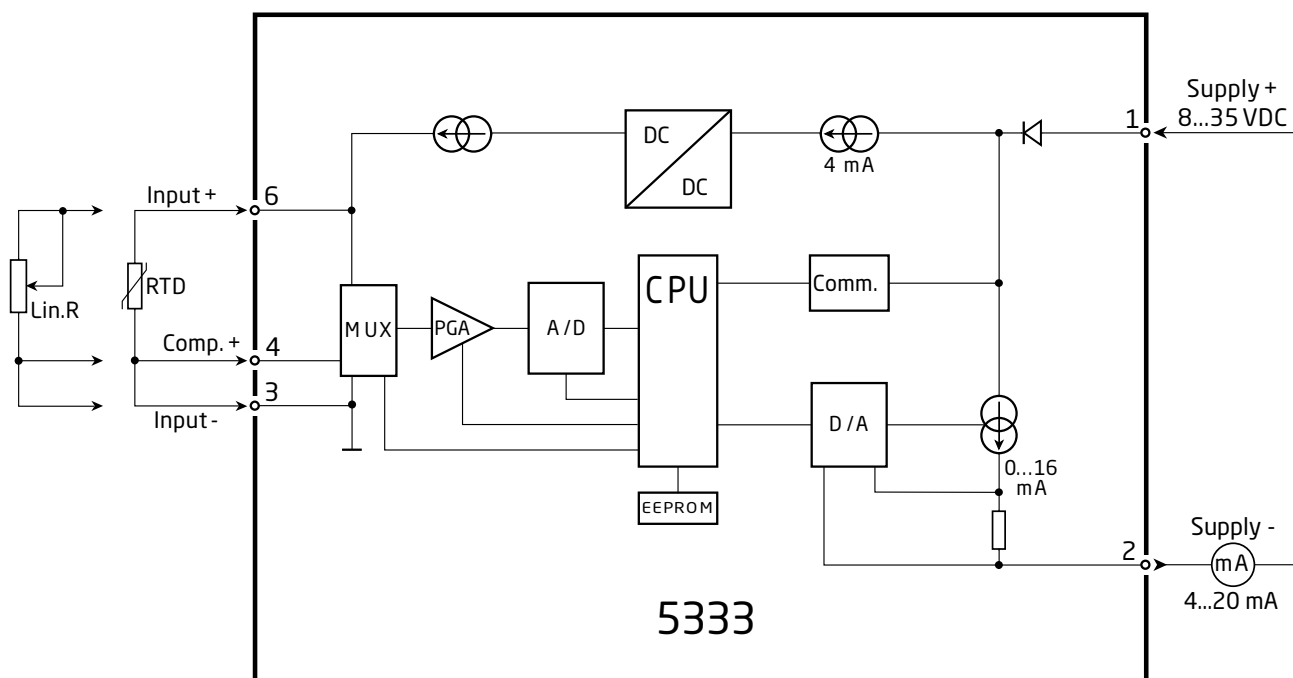 Supply +
8...35 VDC
1
DC
DC
4 mA
Input +
6
Lin.R
RTD
CPU
Comm.
MUX
PGA
A/D
Comp. +
4
3
Input -
D/A
0...16
mA
EEPROM
2
Supply -
mA
4...20 mA
5333